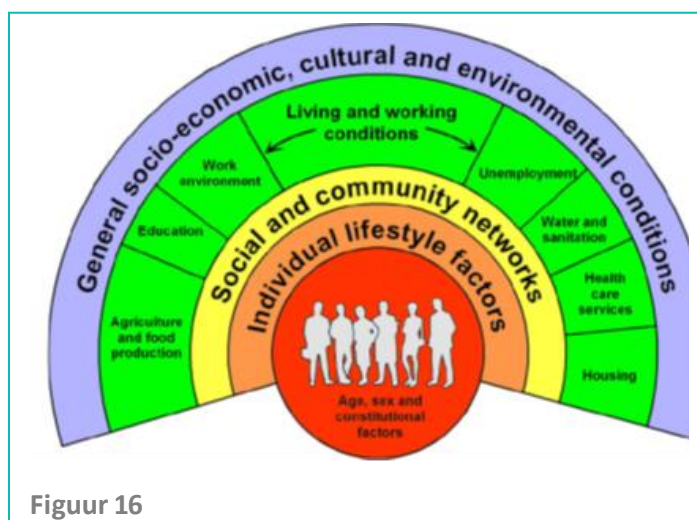 General socio-economic, cultural and environmental conditions
Living and working
conditions
Work
environment
Education
Agriculture
and food
production
Unemployment
Water and
sanitation
Health
care
services
Housing
Social and community networks
Individual lifestyle factors
Age, sex and
constitutional
factors
Figuur 16